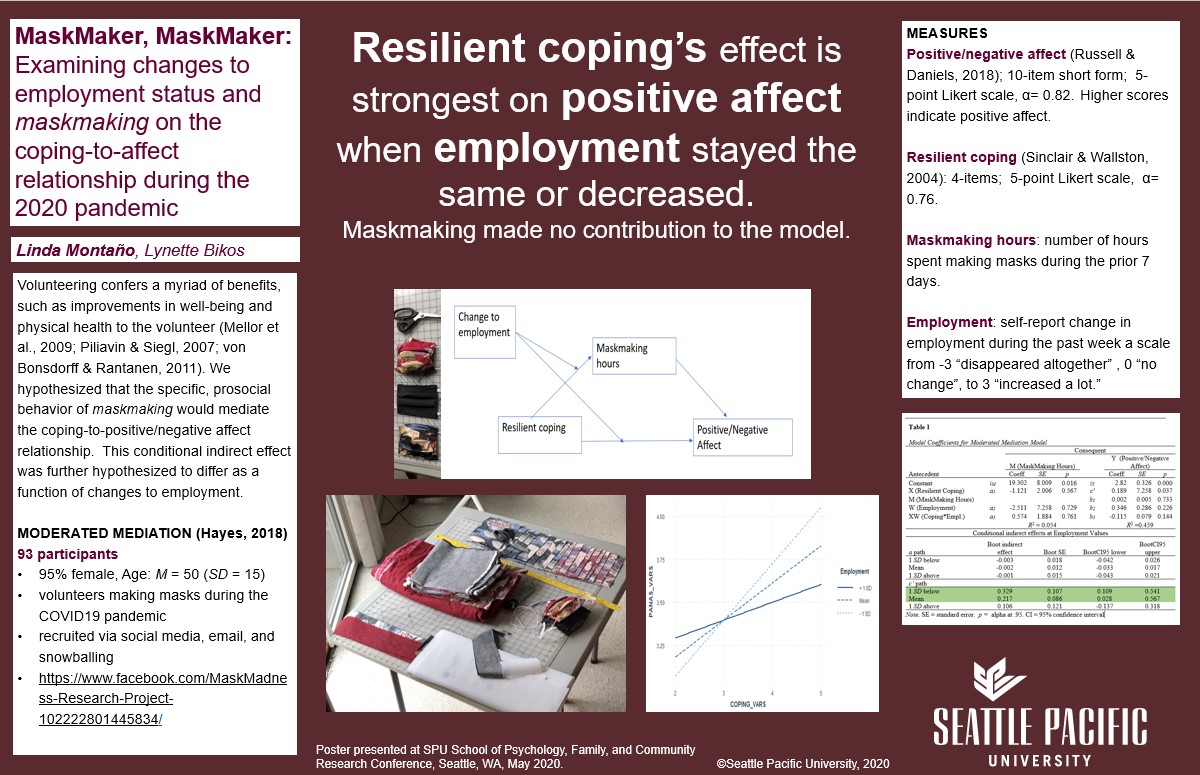 MaskMaker, MaskMaker:
Examining changes to
employment status and
maskmaking on the
coping-to-affect
relationship during the
2020 pandemic
Linda Montaño, Lynette Bikos
Volunteering confers a myriad of benefits,
such as improvements in well-being and
physical health to the volunteer (Mellor et
al., 2009; Piliavin & Siegl, 2007; von
Bonsdorff & Rantanen, 2011). We
hypothesized that the specific, prosocial
behavior of maskmaking would mediate
the coping-to-positive/negative affect
relationship. This conditional indirect effect
was further hypothesized to differ as a
function of changes to employment.
MODERATED MEDIATION (Hayes, 2018)
93 participants
• 95% female, Age: M = 50 (SD = 15)
• volunteers making masks during the
COVID19 pandemic
• recruited via social media, email, and
snowballing
• https://www.facebook.com/MaskMadne
ss-Research-Project-
102222801445834/
Resilient coping's effect is
strongest on positive affect
when employment stayed the
same or decreased.
Maskmaking made no contribution to the model.
Change to
employment
Maskmaking
hours
Resilient coping
Positive/Negative
Affect
PANAS_VARS
4.00
3.75
3.50
3.25
2 3 4 5
COPING_VARS
Employment
+ 1 SD
Mean
- 1 SD
Poster presented at SPU School of Psychology, Family, and Community
Research Conference, Seattle, WA, May 2020.
©Seattle Pacific University, 2020
MEASURES
Positive/negative affect (Russell &
Daniels, 2018); 10-item short form; 5-
point Likert scale, α= 0.82. Higher scores
indicate positive affect.
Resilient coping (Sinclair & Wallston,
2004): 4-items; 5-point Likert scale, α=
0.76.
Maskmaking hours: number of hours
spent making masks during the prior 7
days.
Employment: self-report change in
employment during the past week a scale
from -3 “disappeared altogether” , 0 “no
change”, to 3 “increased a lot.”
Table 1
Model Coefficients for Moderated Mediation Model
Consequent
M (MaskMaking Hours) Y (Positive/Negative Affect)
Antecedent Coeff. SE p Coeff. SE p
Constant 19.302 8.009 0.016 2.82 0.326 0.000
X (Resilient Coping) a₁ -1.121 2.006 0.567 c' 0.189 7.258 0.037
M (MaskMaking Hours) b₁ 0.002 0.005 0.733
W (Employment) a₂ -2.511 7.258 0.729 b₂ 0.346 0.286 0.226
XW (Coping*Empl.) a₃ 0.574 1.884 0.761 b₃ -0.115 0.079 0.144
R² = 0.054 R² =0.459
Conditional indirect effects at Employment Values
a path Boot indirect effect Boot SE BootCI95 lower BootCI95 upper
1 SD below -0.003 0.018 -0.042 0.026
Mean -0.002 0.012 -0.033 0.017
1 SD above -0.001 0.015 -0.043 0.021
c' path
1 SD below 0.329 0.107 0.109 0.541
Mean 0.217 0.086 0.028 0.567
1 SD above 0.106 0.121 -0.137 0.318
Note. SE = standard error. p = alpha at .95. CI = 95% confidence interval
SEATTLE PACIFIC
UNIVERSITY